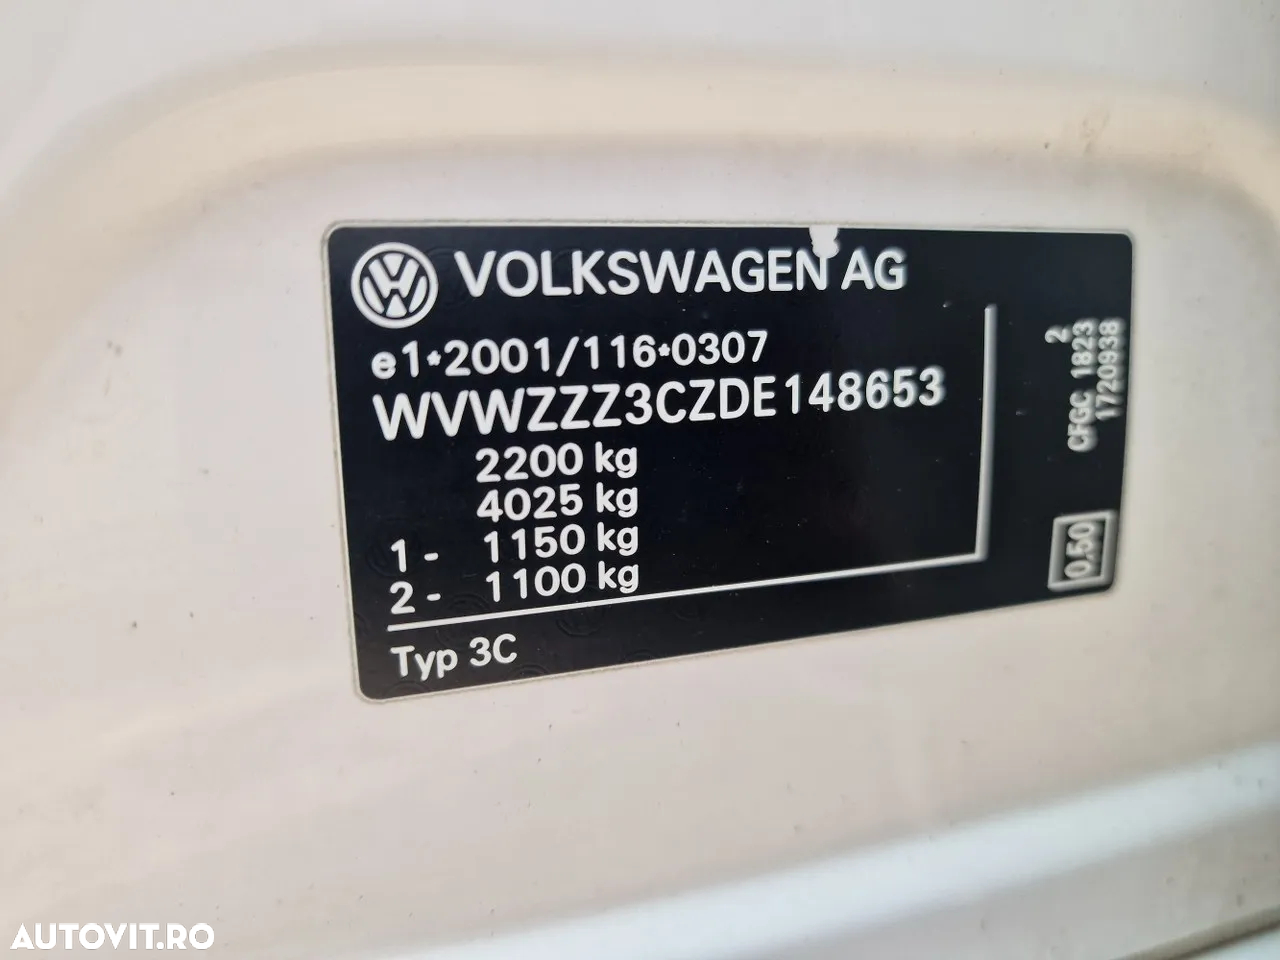 VOLKSWAGEN AG
e1*2001/116*0307
WVWZZZ3CZDE148653
2200 kg
4025 kg
1- 1150 kg
2- 1100 kg
Typ 3C
2
CFGC 1823
1720938
0,50
AUTOVIT.RO